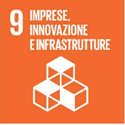 9 IMPRESE,
INNOVAZIONE
E INFRASTRUTTURE